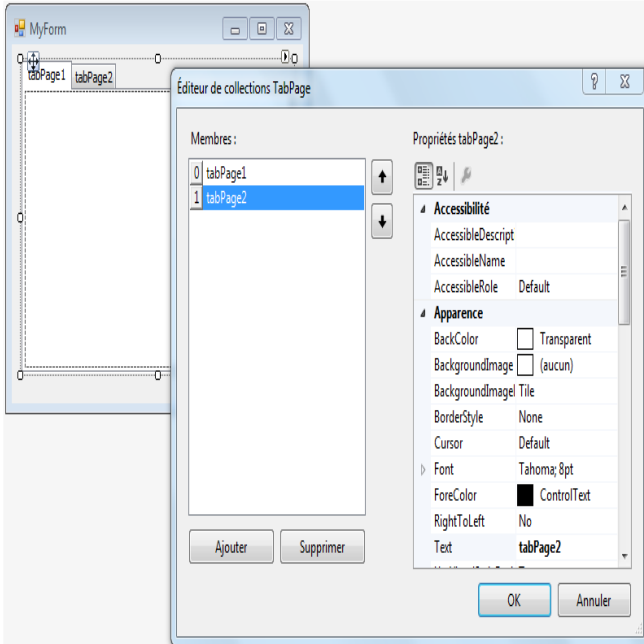 MyForm
tabPage1 tabPage2
Éditeur de collections TabPage
Membres :
0 tabPage1
1 tabPage2
Ajouter Supprimer
Propriétés tabPage2 :
Accessibilité
AccessibleDescript
AccessibleName
AccessibleRole Default
Apparence
BackColor Transparent
BackgroundImage (aucun)
BackgroundImagel Tile
BorderStyle None
Cursor Default
Font Tahoma; 8pt
ForeColor ControlText
RightToLeft No
Text tabPage2
OK Annuler